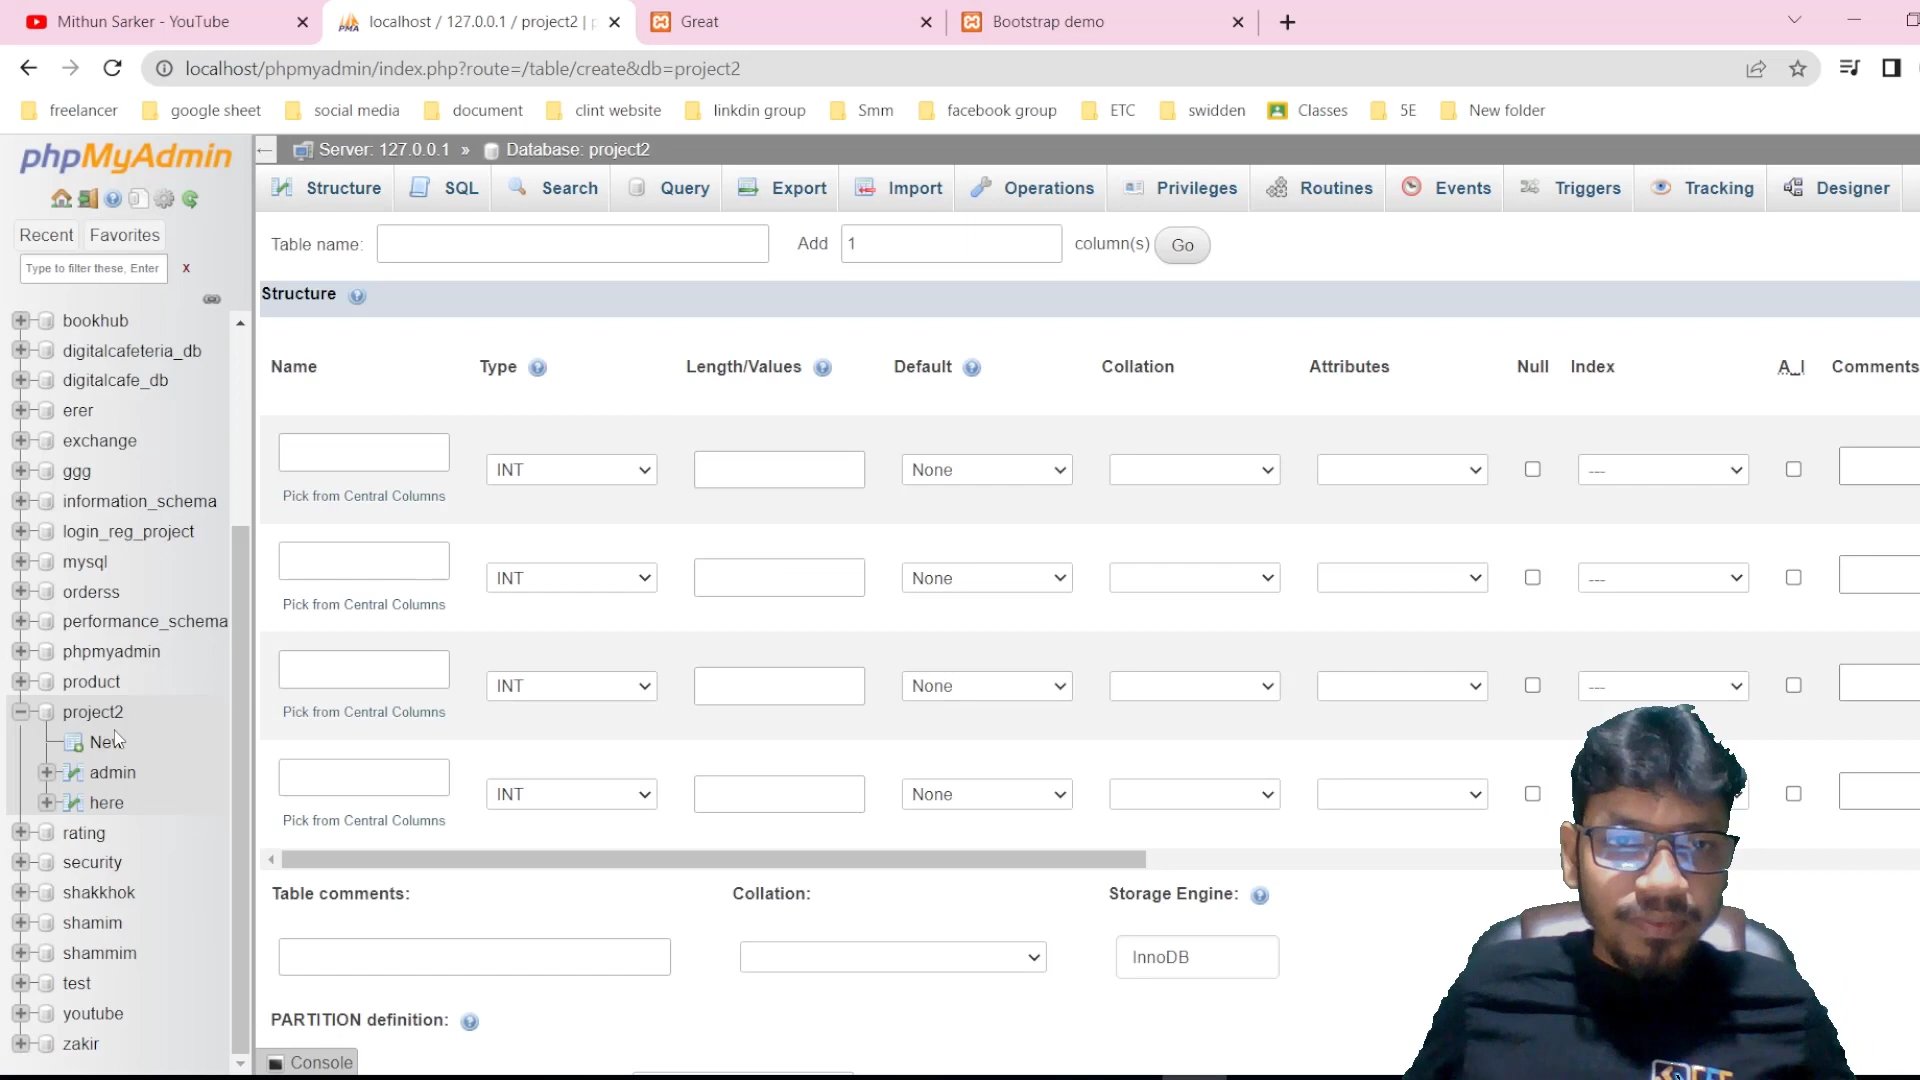 Mithun Sarker - YouTube
localhost / 127.0.0.1 / project2 | p
Great
Bootstrap demo
localhost/phpmyadmin/index.php?route=/table/create&db=project2
freelancer google sheet social media document clint website linkdin group Smm facebook group ETC swidden Classes 5E New folder
phpMyAdmin
Server: 127.0.0.1 » Database: project2
Structure SQL Search Query Export Import Operations Privileges Routines Events Triggers Tracking Designer
Recent Favorites
Type to filter these, Enter X
bookhub
digitalcafeteria_db
digitalcafe_db
erer
exchange
ggg
information_schema
login_reg_project
mysql
orderss
performance_schema
phpmyadmin
product
project2
New
admin
here
rating
security
shakkhok
shamim
shammim
test
youtube
zakir
Table name: Add 1 column(s) Go
Structure
Name Type Length/Values Default Collation Attributes Null Index A_I Comments
INT None ---
Pick from Central Columns
INT None ---
Pick from Central Columns
INT None ---
Pick from Central Columns
INT None
Pick from Central Columns
Table comments: Collation: Storage Engine:
InnoDB
PARTITION definition:
Console